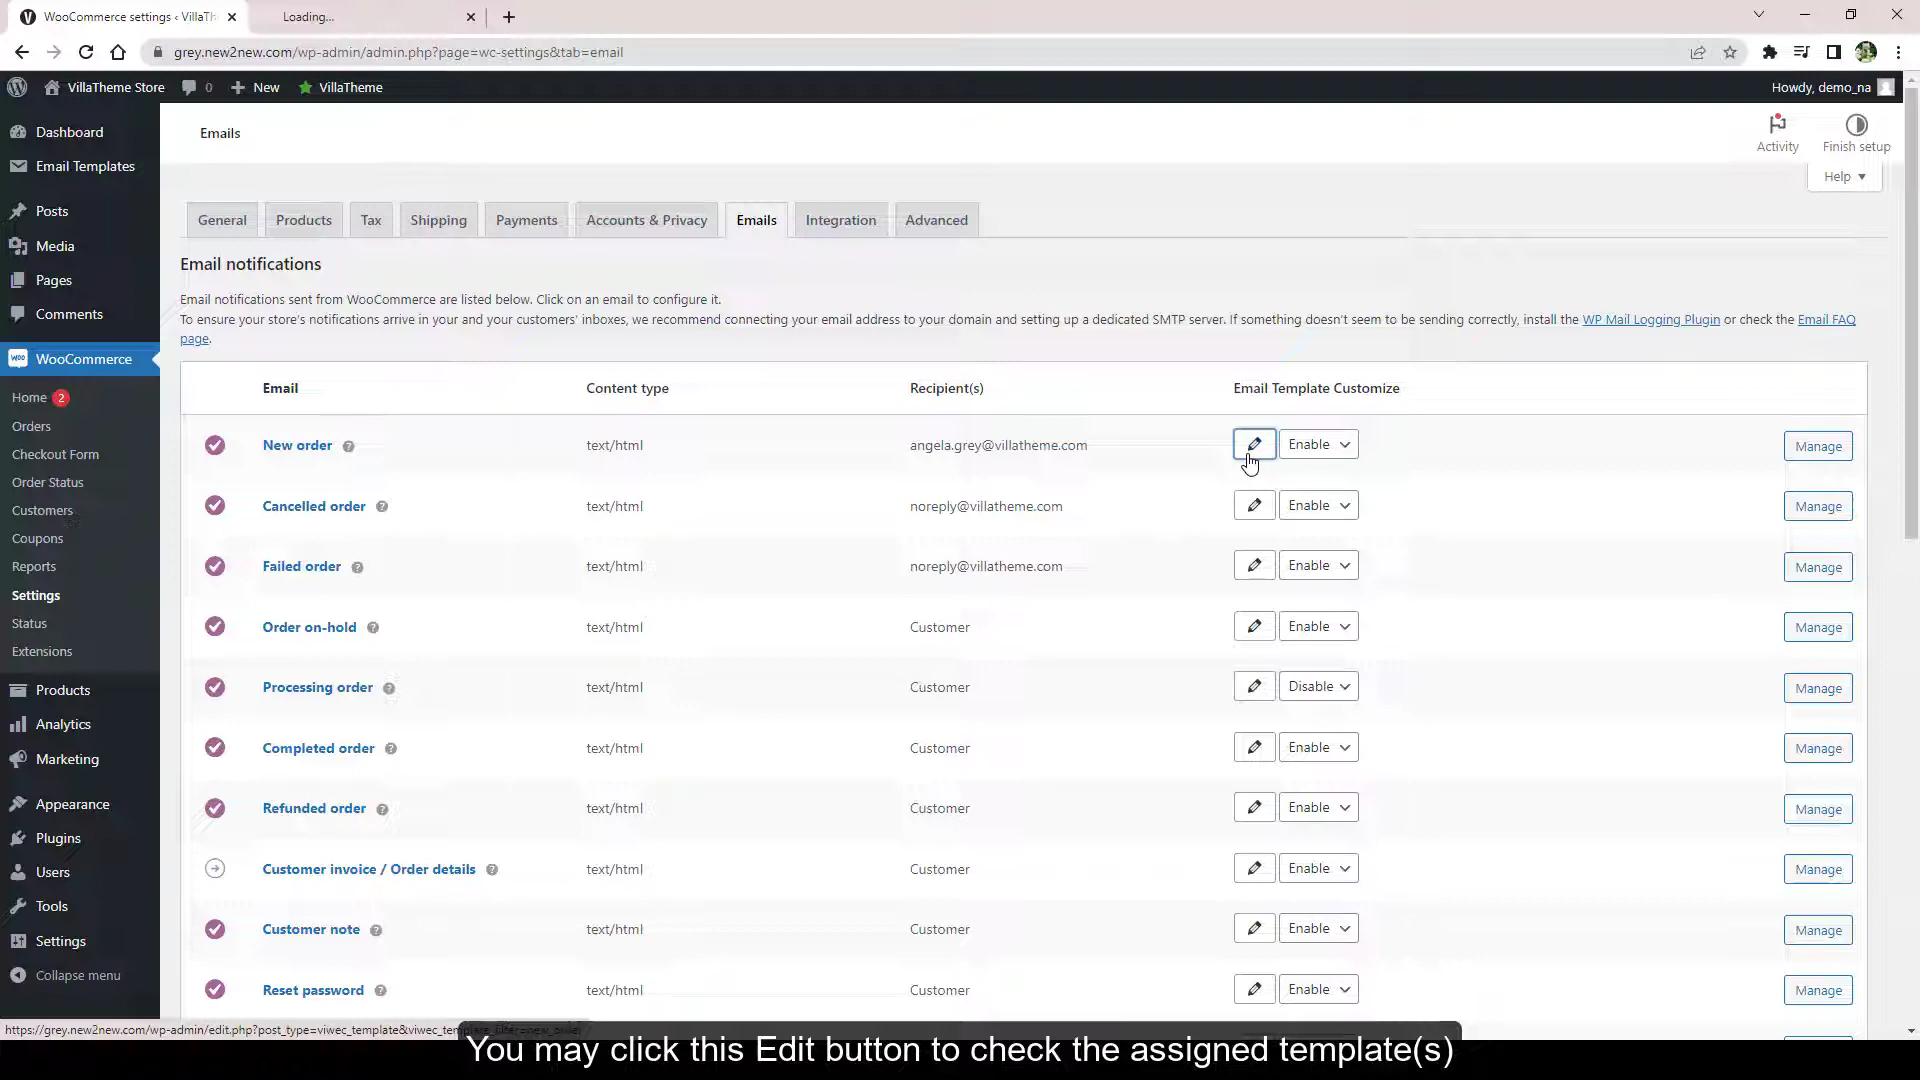 WooCommerce settings ‹ VillaTh
Loading...
grey.new2new.com/wp-admin/admin.php?page=wc-settings&tab=email
VillaTheme Store
0
New
VillaTheme
Howdy, demo_na
Dashboard
Email Templates
Posts
Media
Pages
Comments
WooCommerce
Home 2
Orders
Checkout Form
Order Status
Customers
Coupons
Reports
Settings
Status
Extensions
Products
Analytics
Marketing
Appearance
Plugins
Users
Tools
Settings
Collapse menu
Emails
Activity
Finish setup
Help
General
Products
Tax
Shipping
Payments
Accounts & Privacy
Emails
Integration
Advanced
Email notifications
Email notifications sent from WooCommerce are listed below. Click on an email to configure it.
To ensure your store's notifications arrive in your and your customers' inboxes, we recommend connecting your email address to your domain and setting up a dedicated SMTP server. If something doesn't seem to be sending correctly, install the WP Mail Logging Plugin or check the Email FAQ
page.
Email Content type Recipient(s) Email Template Customize
New order text/html angela.grey@villatheme.com Enable Manage
Cancelled order text/html noreply@villatheme.com Enable Manage
Failed order text/html noreply@villatheme.com Enable Manage
Order on-hold text/html Customer Enable Manage
Processing order text/html Customer Disable Manage
Completed order text/html Customer Enable Manage
Refunded order text/html Customer Enable Manage
Customer invoice / Order details text/html Customer Enable Manage
Customer note text/html Customer Enable Manage
Reset password text/html Customer Enable Manage
https://grey.new2new.com/wp-admin/edit.php?post_type=viwec_template&viwec_template_filter=new_order
You may click this Edit button to check the assigned template(s)